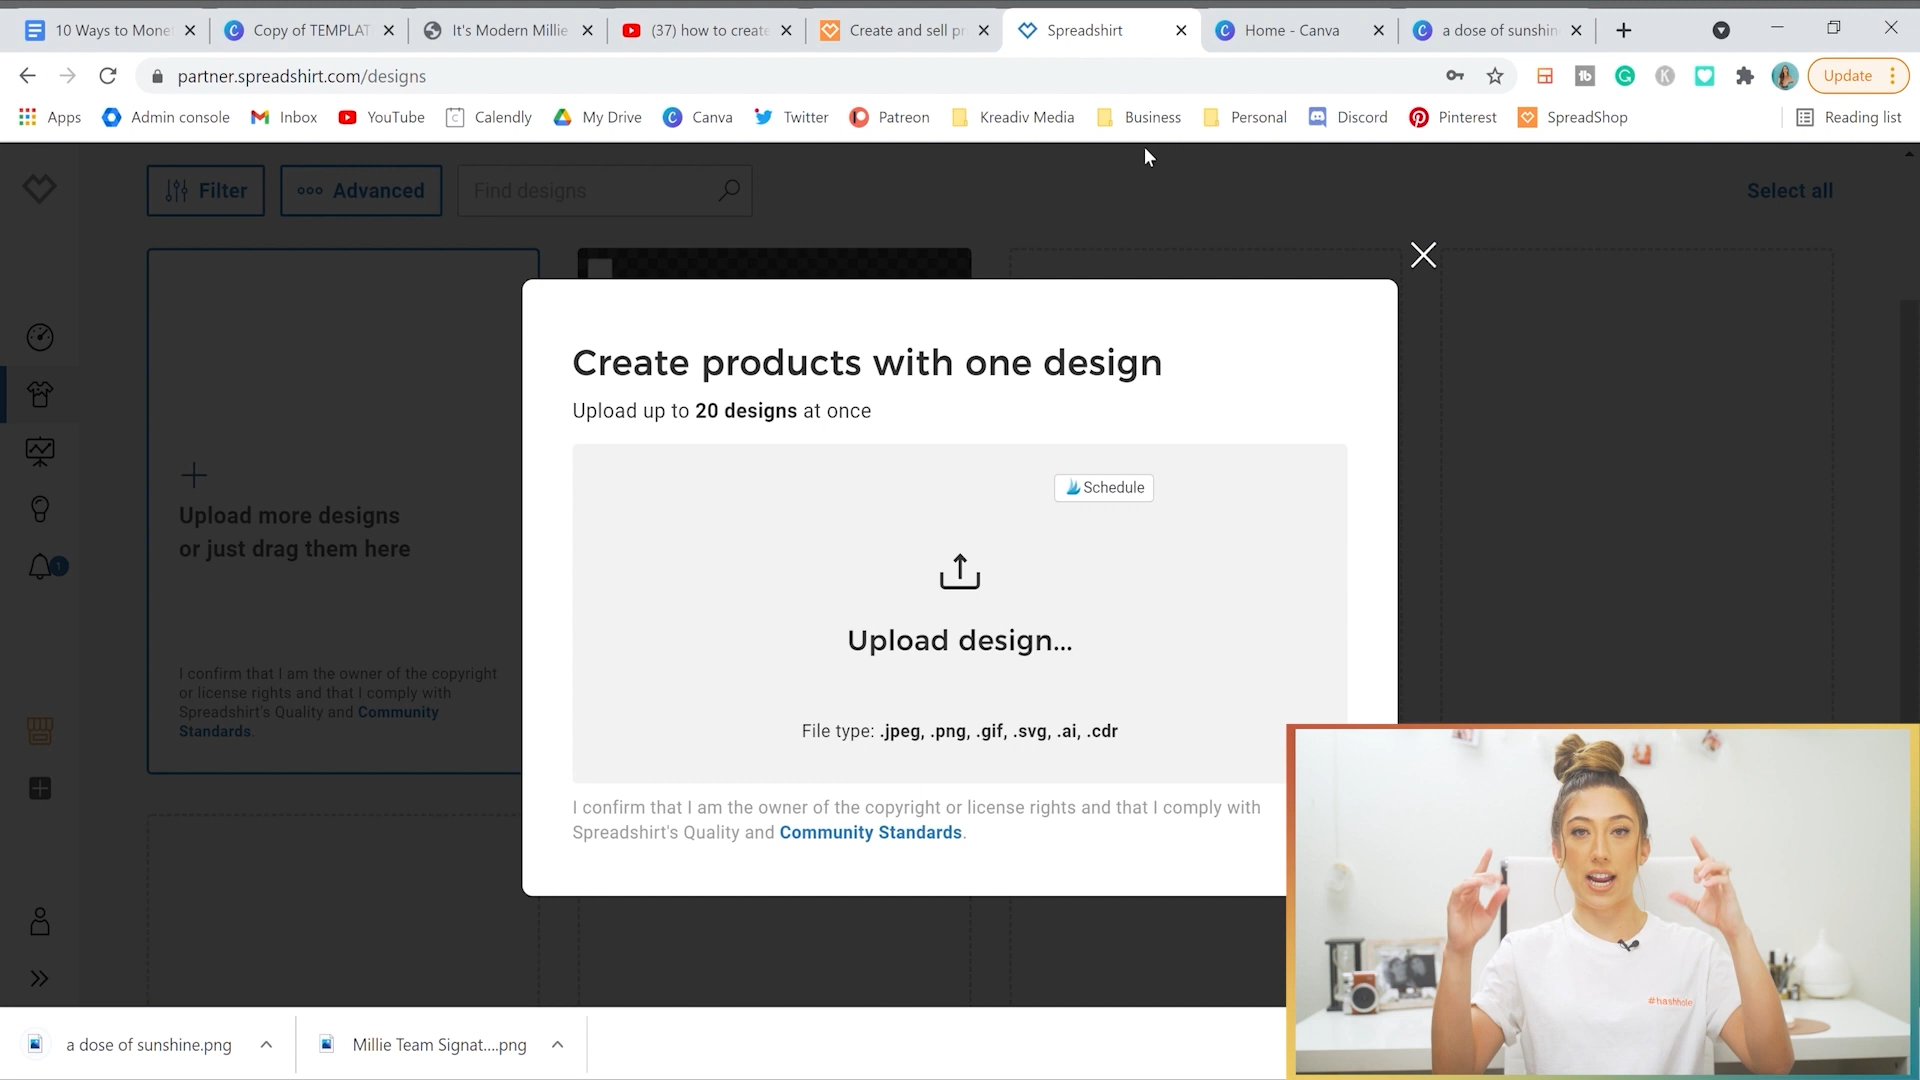 10 Ways to Monet
Copy of TEMPLAT
It's Modern Millie
(37) how to create
Create and sell pr
Spreadshirt
Home - Canva
a dose of sunshin
partner.spreadshirt.com/designs
Update
Apps
Admin console
Inbox
YouTube
Calendly
My Drive
Canva
Twitter
Patreon
Kreadiv Media
Business
Personal
Discord
Pinterest
SpreadShop
Reading list
Filter
Advanced
Find designs
Select all
Create products with one design
Upload up to 20 designs at once
Schedule
Upload design...
File type: .jpeg, .png, .gif, .svg, .ai, .cdr
I confirm that I am the owner of the copyright or license rights and that I comply with
Spreadshirt's Quality and Community Standards.
Upload more designs
or just drag them here
1
I confirm that I am the owner of the copyright
or license rights and that I comply with
Spreadshirt's Quality and Community
Standards.
#hashhole
a dose of sunshine.png
Millie Team Signat....png